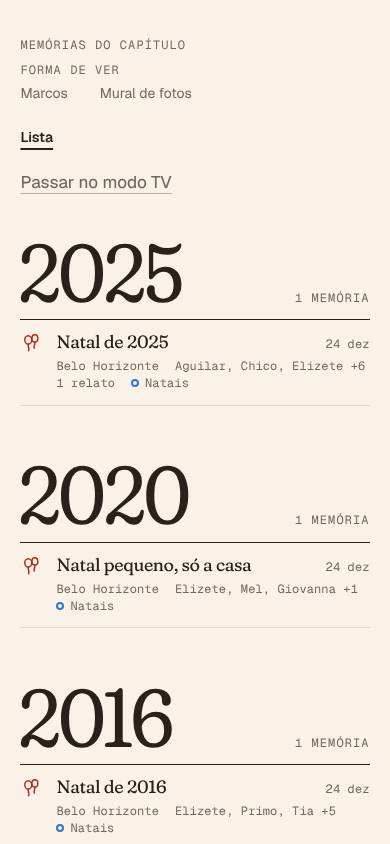 MEMÓRIAS DO CAPÍTULO
FORMA DE VER
Marcos Mural de fotos
Lista
Passar no modo TV
2025 1 MEMÓRIA
Natal de 2025 24 dez
Belo Horizonte Aguilar, Chico, Elizete +6
1 relato Natais
2020 1 MEMÓRIA
Natal pequeno, só a casa 24 dez
Belo Horizonte Elizete, Mel, Giovanna +1
Natais
2016 1 MEMÓRIA
Natal de 2016 24 dez
Belo Horizonte Elizete, Primo, Tia +5
Natais